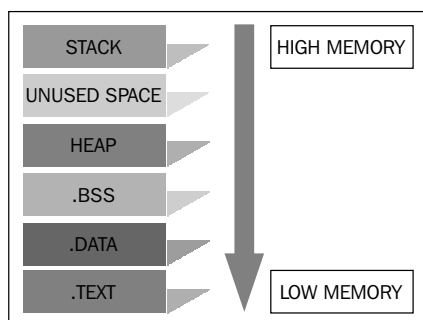 STACK
HIGH MEMORY
UNUSED SPACE
HEAP
.BSS
.DATA
.TEXT
LOW MEMORY